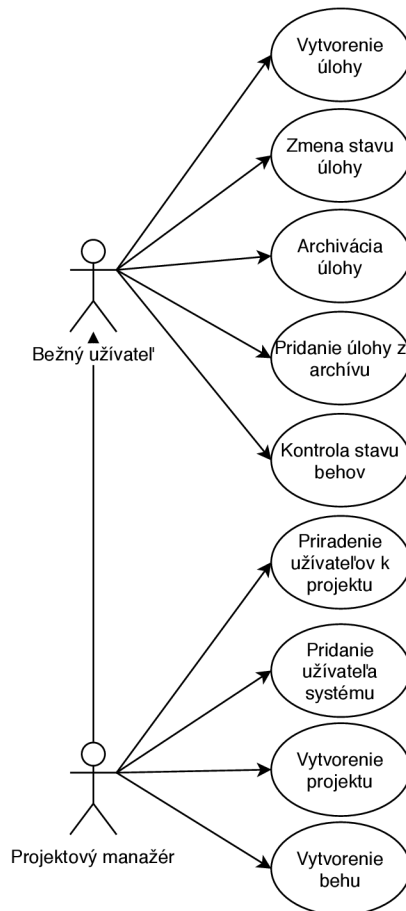 Vytvorenie
úlohy
Zmena stavu
úlohy
Archivácia
úlohy
Bežný užívateľ
Pridanie úlohy z
archívu
Kontrola stavu
behov
Priradenie
užívateľov k
projektu
Pridanie
užívateľa
systému
Vytvorenie
projektu
Projektový manažér
Vytvorenie
behu